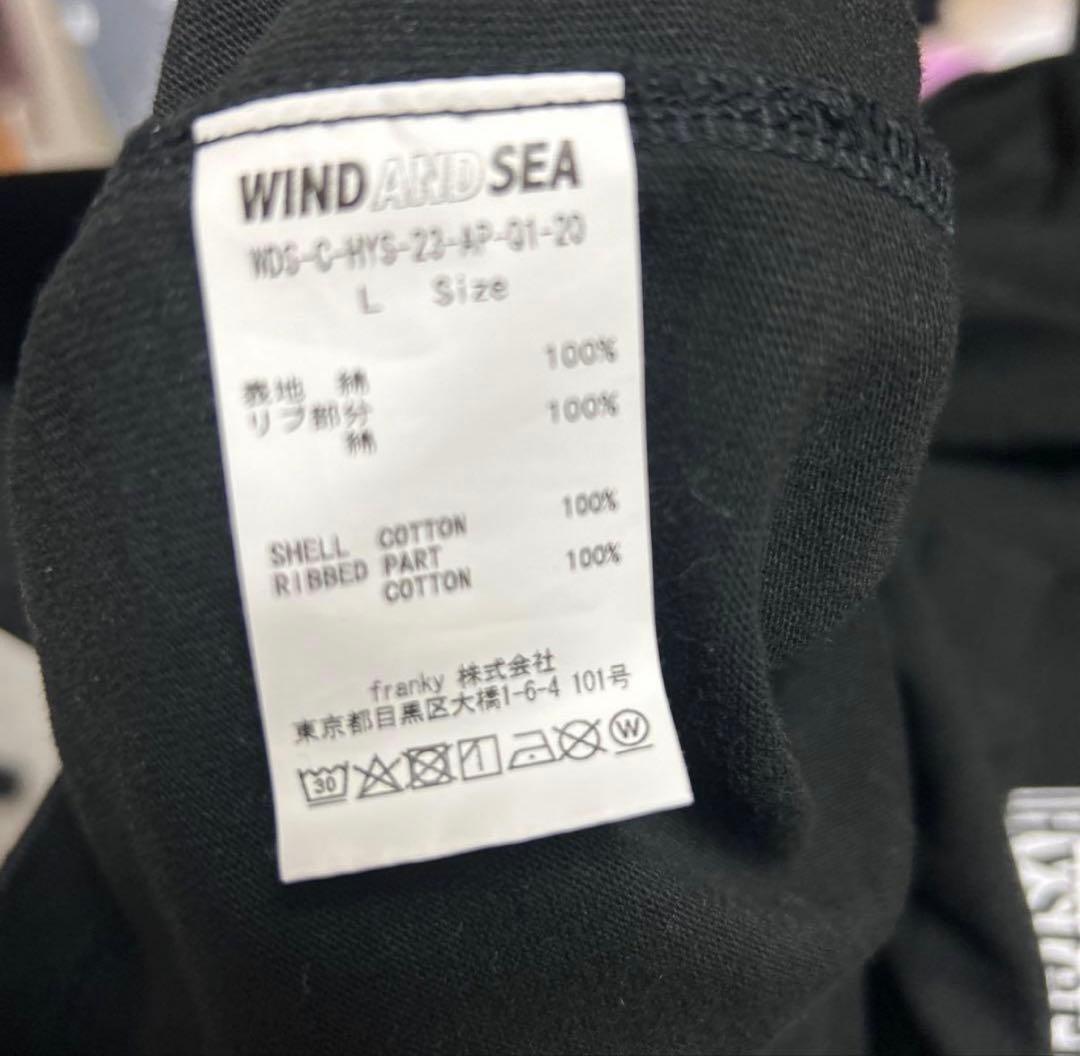 WIND AND SEA
WDS-C-HYS-23-AP-Q1-20
L Size
表地 綿 100%
リブ部分
綿 100%
SHELL COTTON 100%
RIBBED PART
COTTON 100%
franky 株式会社
東京都目黒区大橋1-6-4 101号
30
W